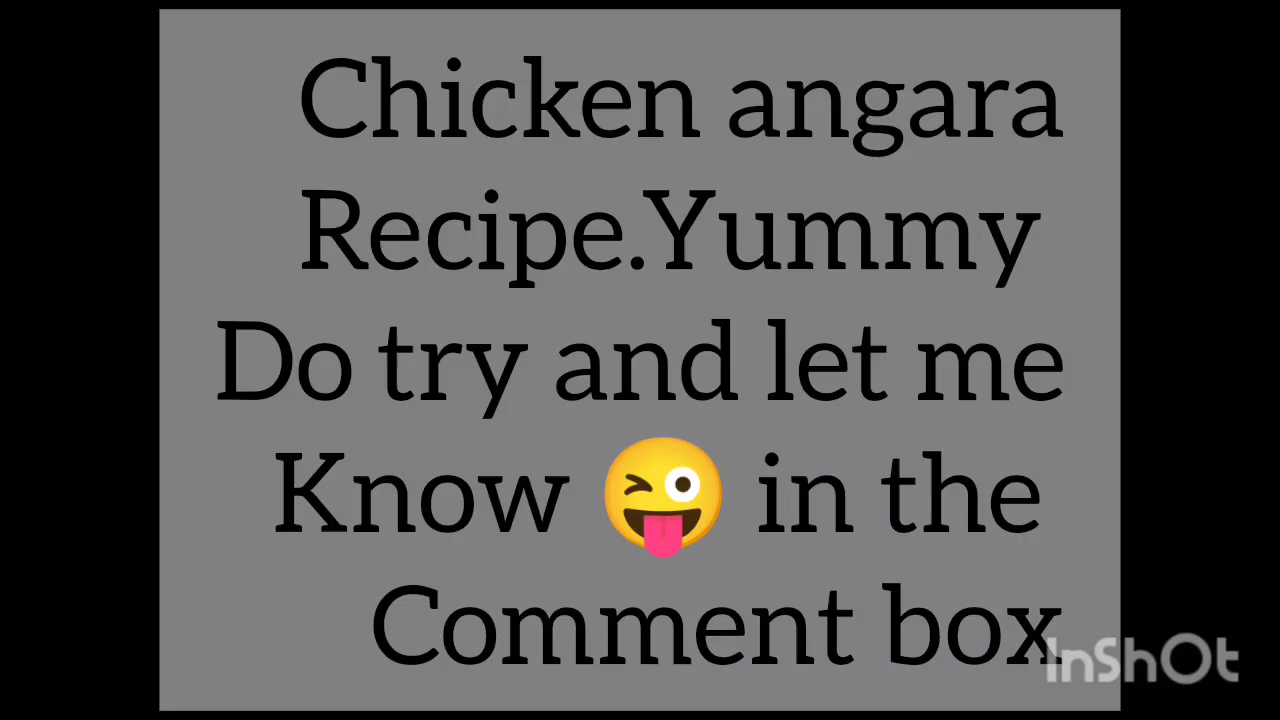 Chicken angara
Recipe.Yummy
Do try and let me
Know 😜 in the
Comment box
InShOt